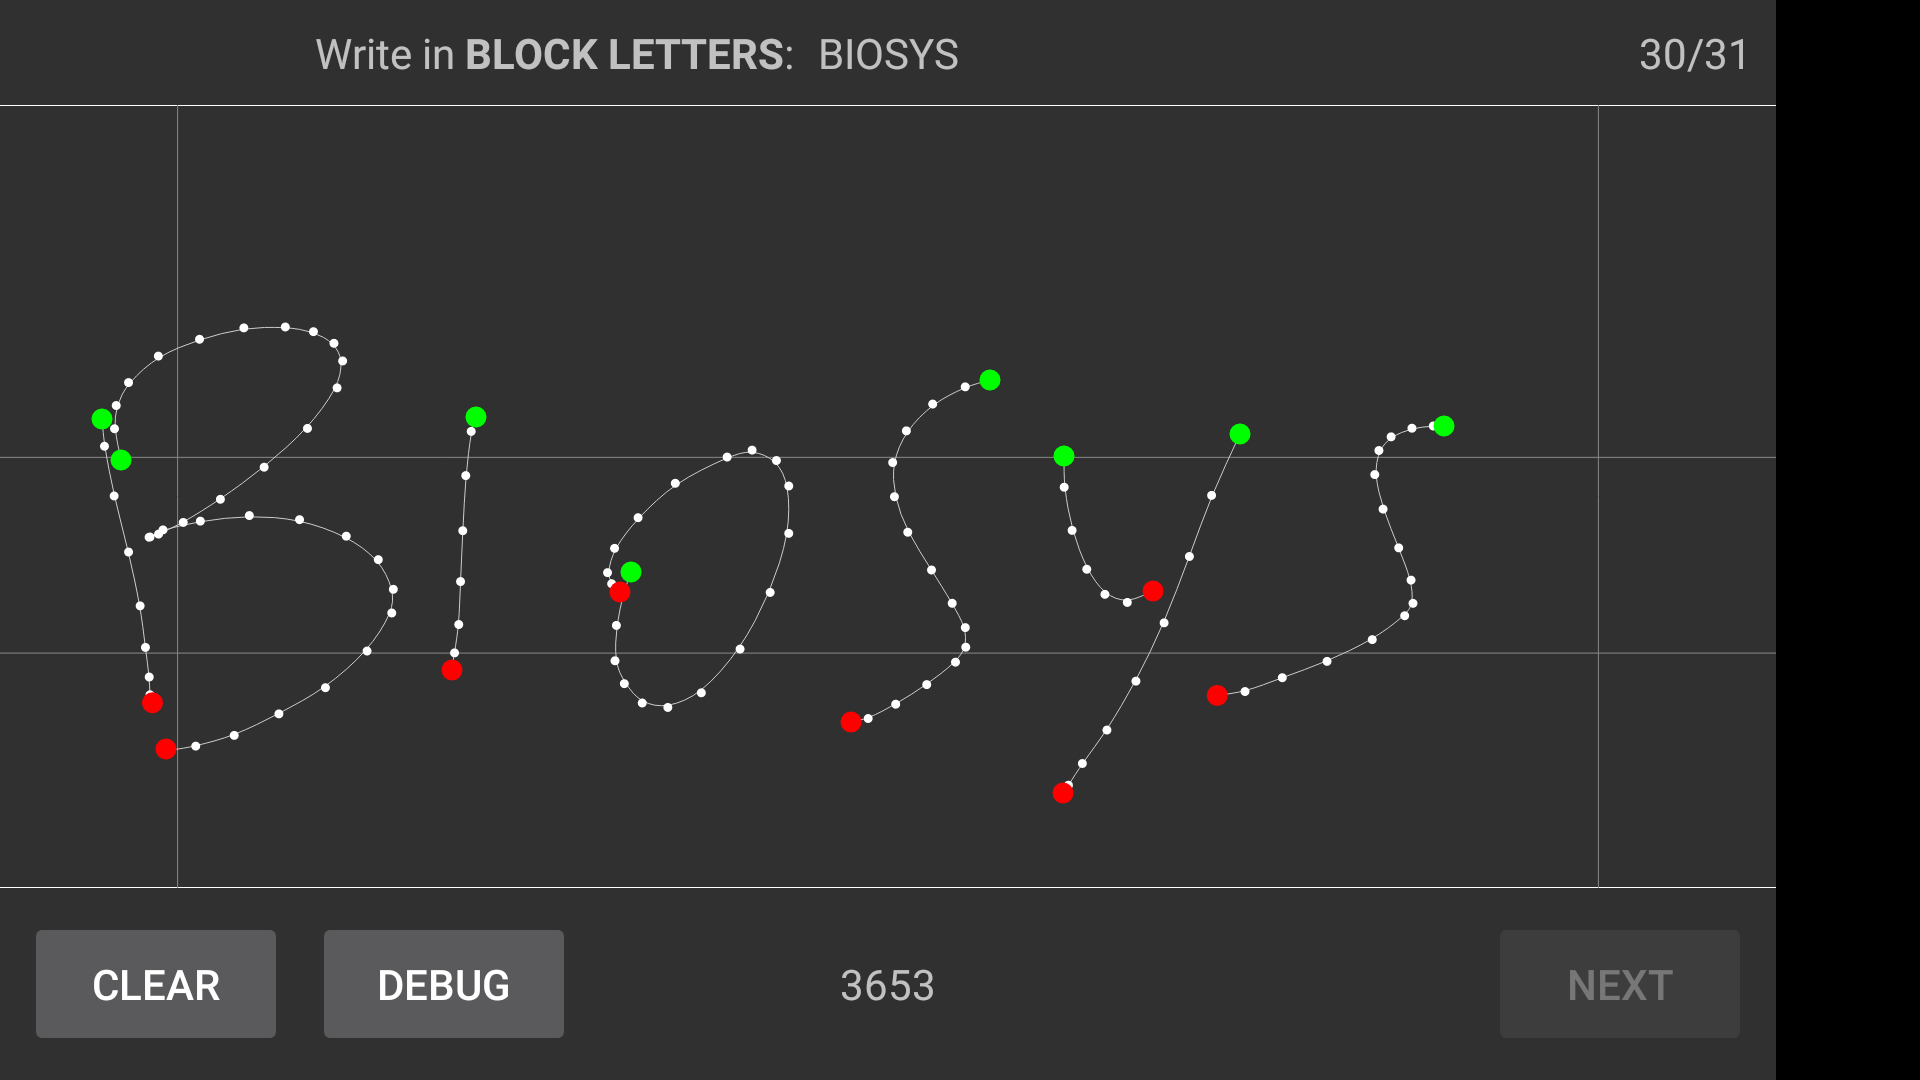 Write in BLOCK LETTERS: BIOSYS 30/31
BIOSYS
CLEAR DEBUG 3653 NEXT